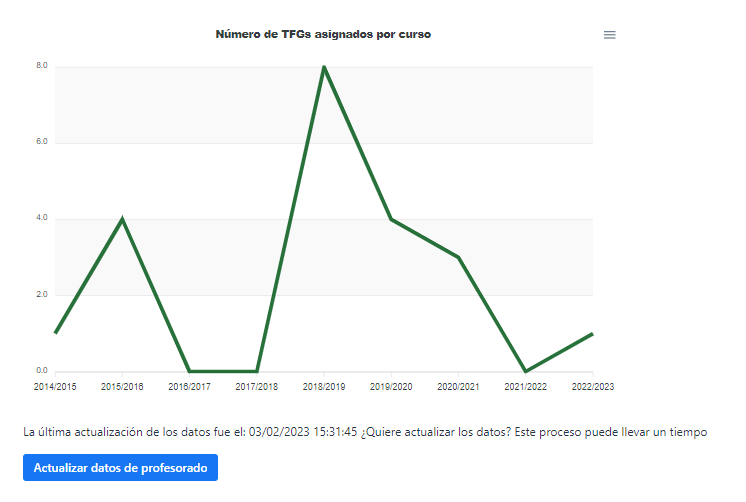 Número de TFGs asignados por curso
8.0
6.0
4.0
2.0
0.0
2014/2015 2015/2016 2016/2017 2017/2018 2018/2019 2019/2020 2020/2021 2021/2022 2022/2023
La última actualización de los datos fue el: 03/02/2023 15:31:45 ¿Quiere actualizar los datos? Este proceso puede llevar un tiempo
Actualizar datos de profesorado